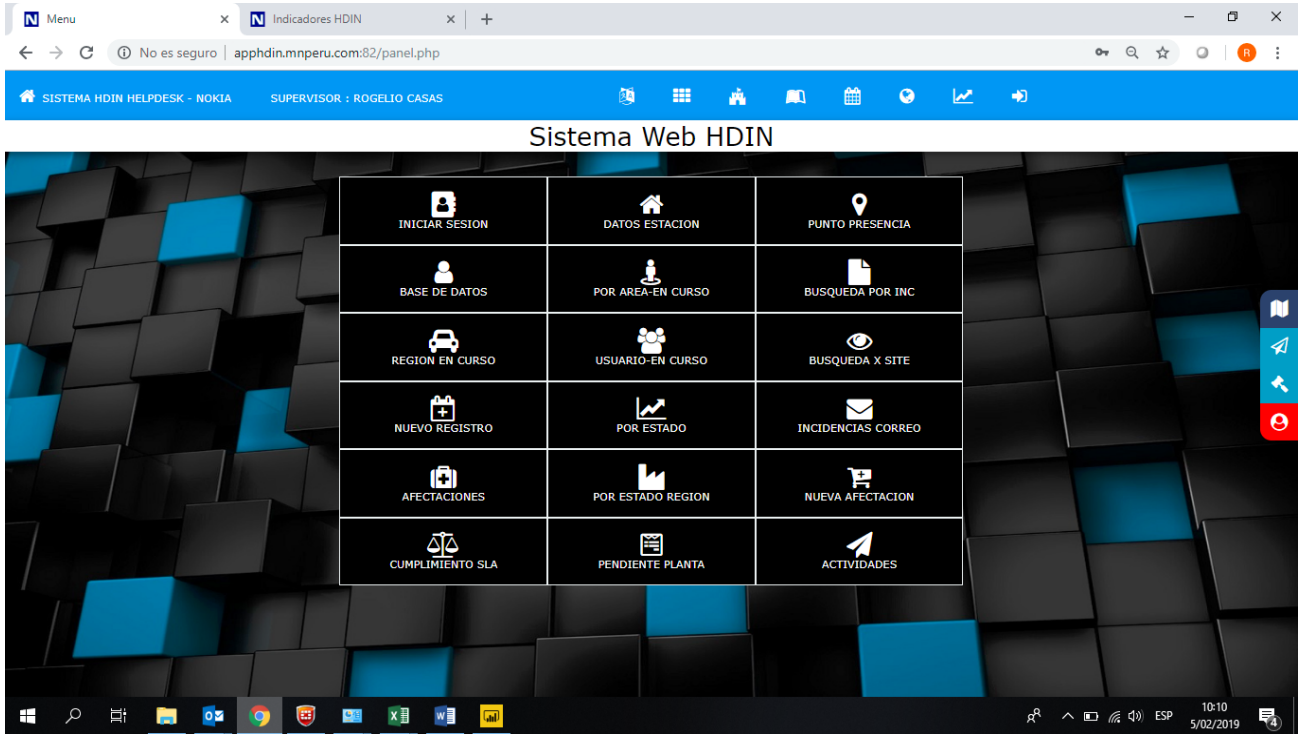 Menu
Indicadores HDIN
No es seguro | apphdin.mnperu.com:82/panel.php
R
SISTEMA HDIN HELPDESK - NOKIA SUPERVISOR : ROGELIO CASAS
Sistema Web HDIN
INICIAR SESION DATOS ESTACION PUNTO PRESENCIA
BASE DE DATOS POR AREA-EN CURSO BUSQUEDA POR INC
REGION EN CURSO USUARIO-EN CURSO BUSQUEDA X SITE
NUEVO REGISTRO POR ESTADO INCIDENCIAS CORREO
AFECTACIONES POR ESTADO REGION NUEVA AFECTACION
CUMPLIMIENTO SLA PENDIENTE PLANTA ACTIVIDADES
ESP
10:10
5/02/2019
4